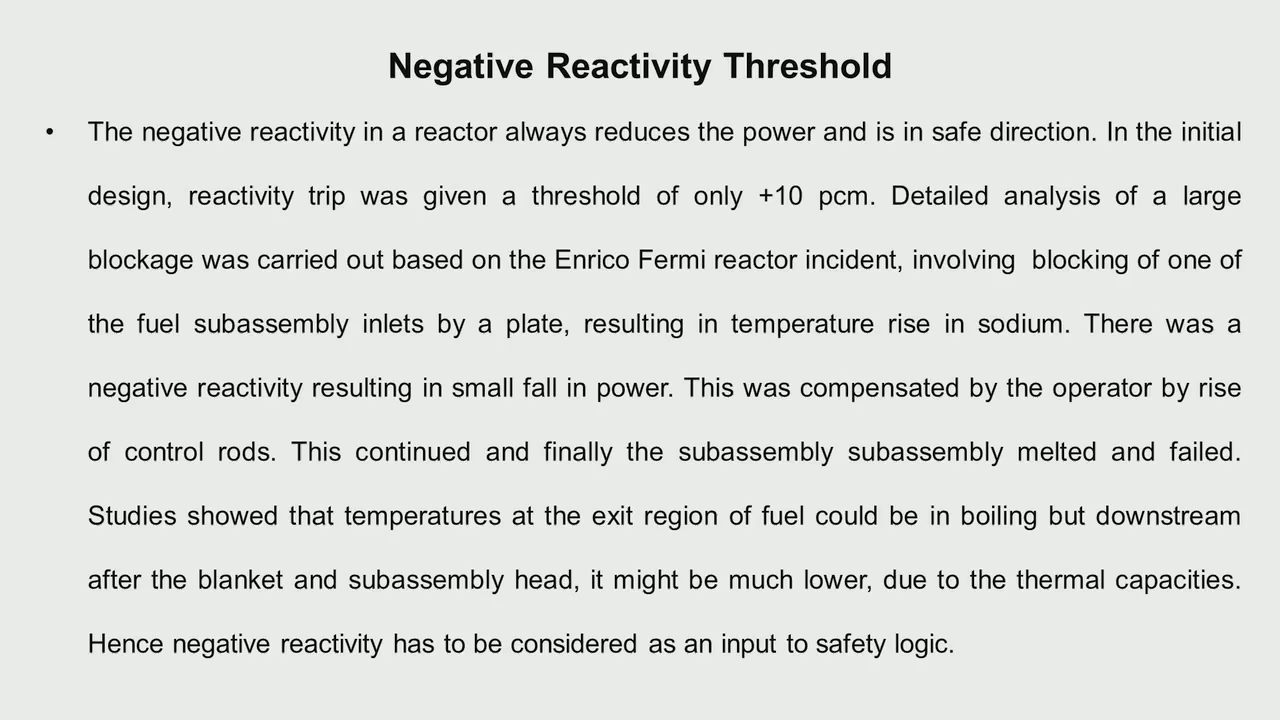 Negative Reactivity Threshold
• The negative reactivity in a reactor always reduces the power and is in safe direction. In the initial
design, reactivity trip was given a threshold of only +10 pcm. Detailed analysis of a large
blockage was carried out based on the Enrico Fermi reactor incident, involving blocking of one of
the fuel subassembly inlets by a plate, resulting in temperature rise in sodium. There was a
negative reactivity resulting in small fall in power. This was compensated by the operator by rise
of control rods. This continued and finally the subassembly subassembly melted and failed.
Studies showed that temperatures at the exit region of fuel could be in boiling but downstream
after the blanket and subassembly head, it might be much lower, due to the thermal capacities.
Hence negative reactivity has to be considered as an input to safety logic.